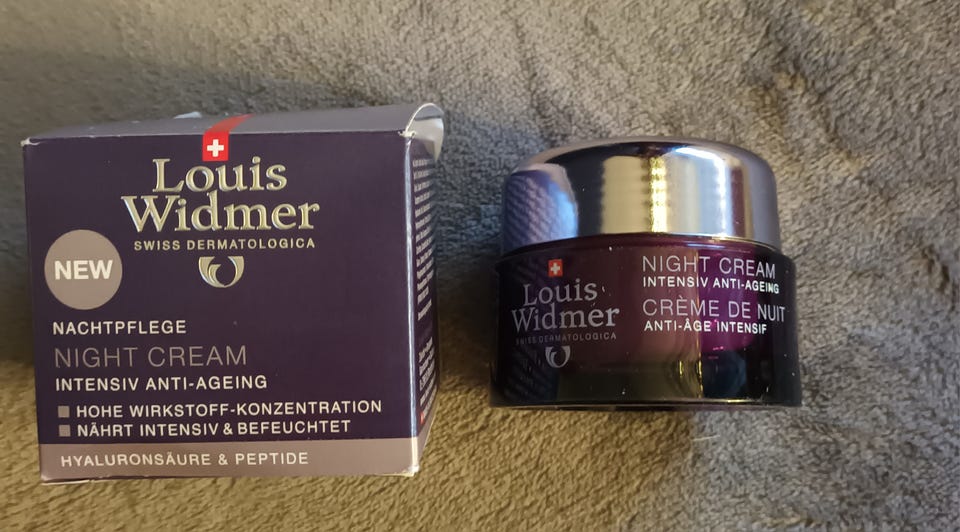 Louis
Widmer
SWISS DERMATOLOGICA
NEW
NACHTPFLEGE
NIGHT CREAM
INTENSIV ANTI-AGEING
HOHE WIRKSTOFF-KONZENTRATION
NÄHRT INTENSIV & BEFEUCHTET
HYALURONSÄURE & PEPTIDE
Louis
Widmer
SWISS DERMATOLOGICA
NIGHT CREAM
INTENSIV ANTI-AGEING
CRÈME DE NUIT
ANTI-ÂGE INTENSIF